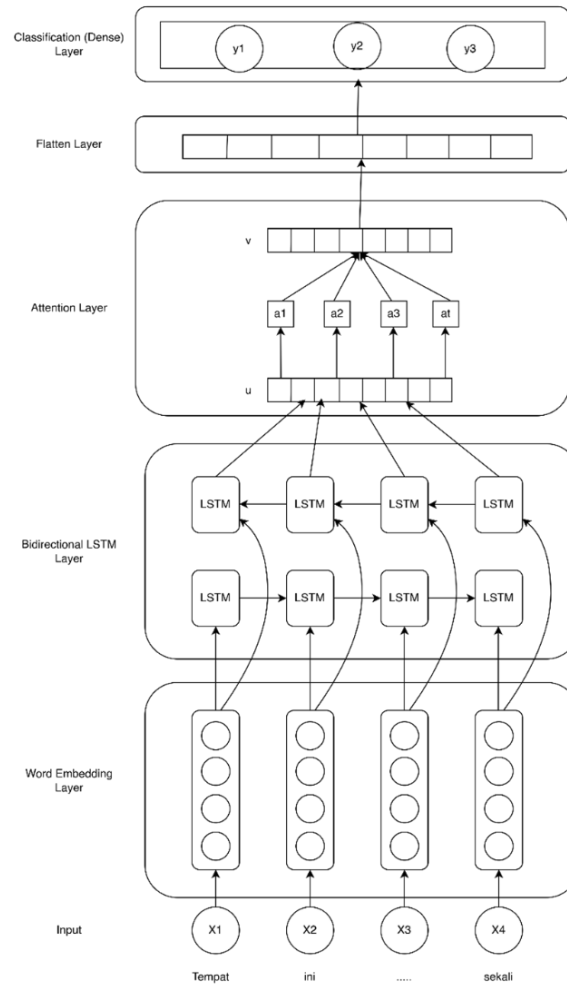 Classification (Dense)
Layer
y1 y2 y3
Flatten Layer
v
Attention Layer
a1 a2 a3 at
u
LSTM LSTM LSTM LSTM
Bidirectional LSTM
Layer
LSTM LSTM LSTM LSTM
Word Embedding
Layer
Input
X1 X2 X3 X4
Tempat ini ..... sekali